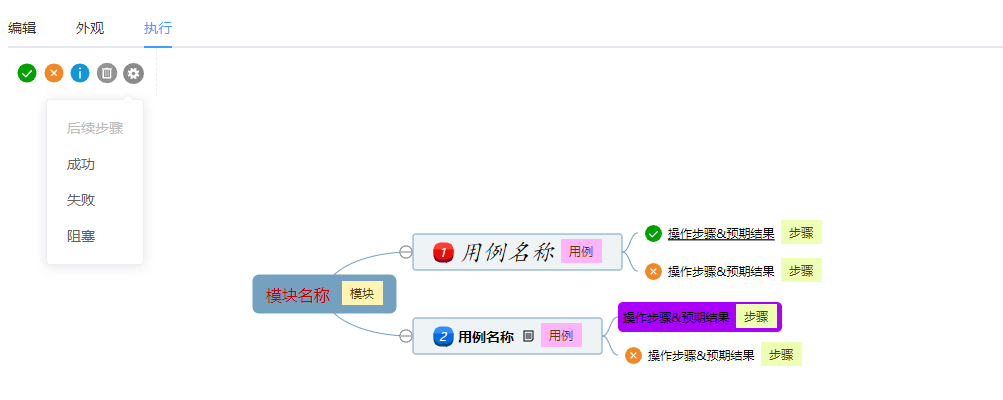 编辑 外观 执行
后续步骤
成功
失败
阻塞
模块名称 模块
1 用例名称 用例
操作步骤&预期结果 步骤
操作步骤&预期结果 步骤
2 用例名称 用例
操作步骤&预期结果 步骤
操作步骤&预期结果 步骤